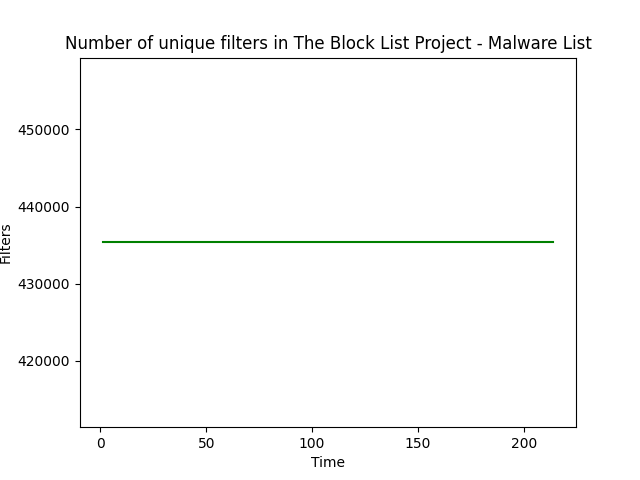 Number of unique filters in The Block List Project - Malware List
450000
440000
430000
420000
Filters
0 50 100 150 200
Time